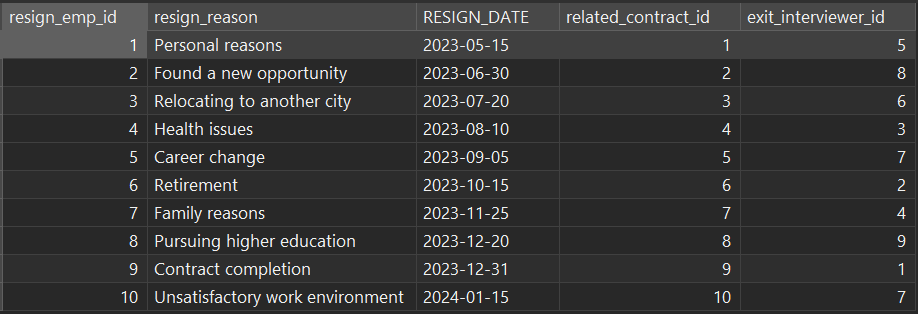 resign_emp_id resign_reason RESIGN_DATE related_contract_id exit_interviewer_id
1 Personal reasons 2023-05-15 1 5
2 Found a new opportunity 2023-06-30 2 8
3 Relocating to another city 2023-07-20 3 6
4 Health issues 2023-08-10 4 3
5 Career change 2023-09-05 5 7
6 Retirement 2023-10-15 6 2
7 Family reasons 2023-11-25 7 4
8 Pursuing higher education 2023-12-20 8 9
9 Contract completion 2023-12-31 9 1
10 Unsatisfactory work environment 2024-01-15 10 7